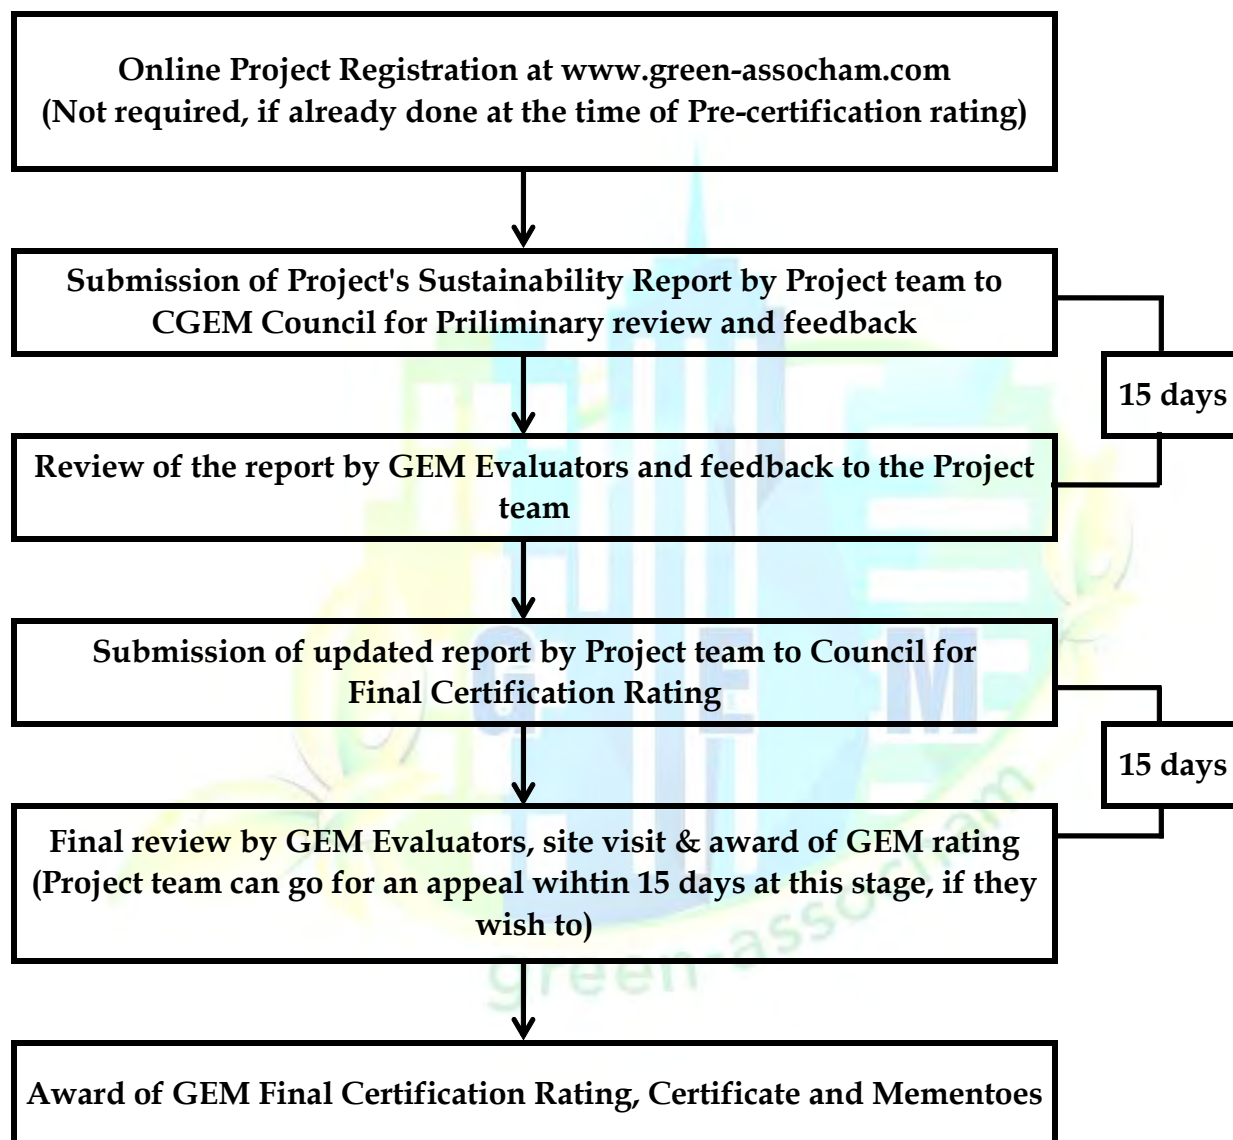 Online Project Registration at www.green-assocham.com
(Not required, if already done at the time of Pre-certification rating)
Submission of Project's Sustainability Report by Project team to
CGEM Council for Priliminary review and feedback
15 days
Review of the report by GEM Evaluators and feedback to the Project
team
Submission of updated report by Project team to Council for
Final Certification Rating
G E M
15 days
Final review by GEM Evaluators, site visit & award of GEM rating
(Project team can go for an appeal wihtin 15 days at this stage, if they
wish to)
green-assocham
Award of GEM Final Certification Rating, Certificate and Mementoes